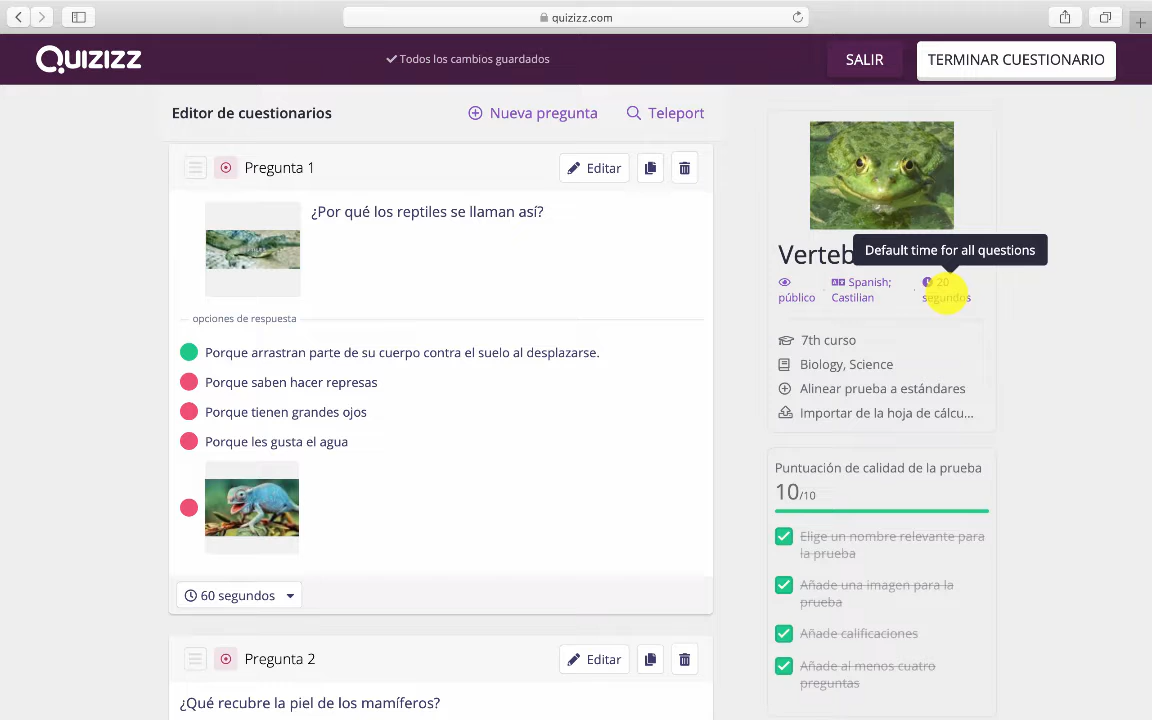 quizizz.com
Quizizz
Todos los cambios guardados
SALIR
TERMINAR CUESTIONARIO
Editor de cuestionarios
Nueva pregunta
Teleport
Pregunta 1
Editar
¿Por qué los reptiles se llaman así?
opciones de respuesta
Porque arrastran parte de su cuerpo contra el suelo al desplazarse.
Porque saben hacer represas
Porque tienen grandes ojos
Porque les gusta el agua
60 segundos
Pregunta 2
Editar
¿Qué recubre la piel de los mamíferos?
Default time for all questions
público
Spanish;
Castilian
20
segundos
7th curso
Biology, Science
Alinear prueba a estándares
Importar de la hoja de cálcu...
Puntuación de calidad de la prueba
10/10
Elige un nombre relevante para
la prueba
Añade una imagen para la
prueba
Añade calificaciones
Añade al menos cuatro
preguntas